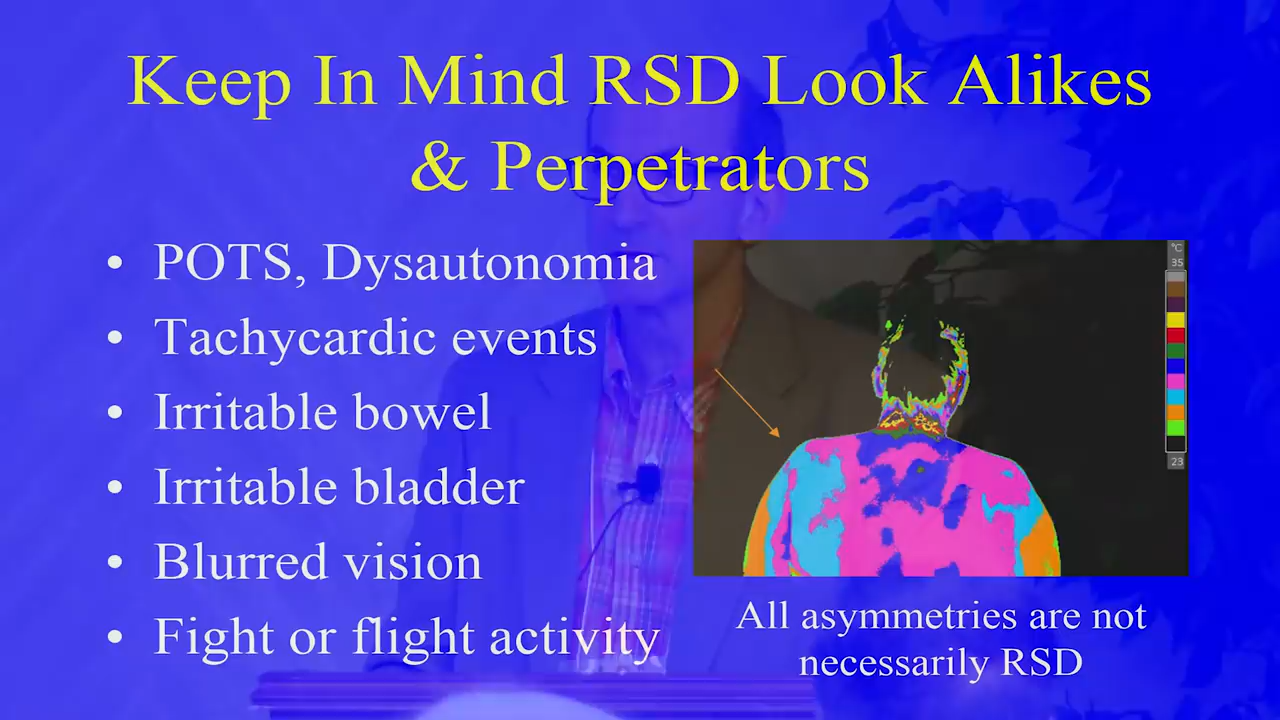 Keep In Mind RSD Look Alikes
& Perpetrators
• POTS, Dysautonomia
• Tachycardic events
• Irritable bowel
• Irritable bladder
• Blurred vision
• Fight or flight activity
°C
35
23
All asymmetries are not
necessarily RSD